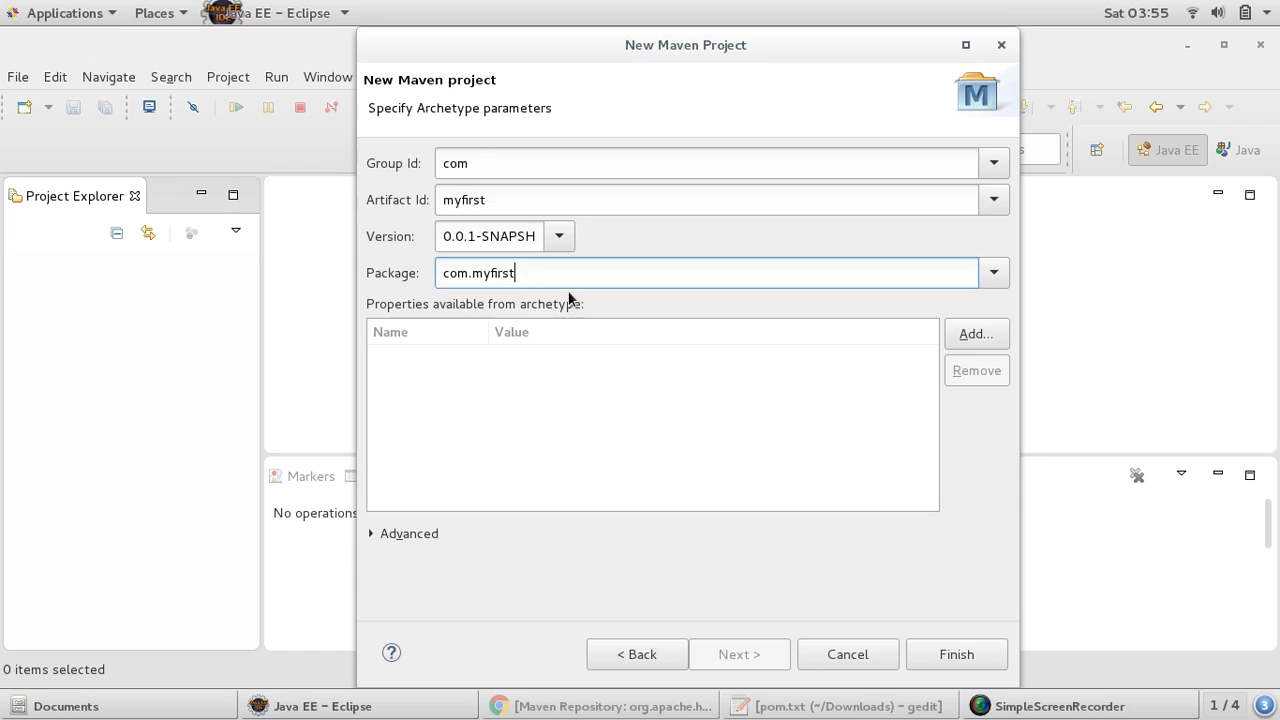 Applications Places Java EE - Eclipse Sat 03:55
New Maven Project
New Maven project
Specify Archetype parameters
M
File Edit Navigate Search Project Run Window
Java EE Java
Group Id: com
Artifact Id: myfirst
Version: 0.0.1-SNAPSH
Package: com.myfirst
Project Explorer
Properties available from archetype:
Name Value
Add...
Remove
Markers
No operations
Advanced
< Back Next > Cancel Finish
0 items selected
Documents Java EE - Eclipse [Maven Repository: org.apache.h... [pom.txt (~/Downloads) - gedit] SimpleScreenRecorder 1 / 4 3